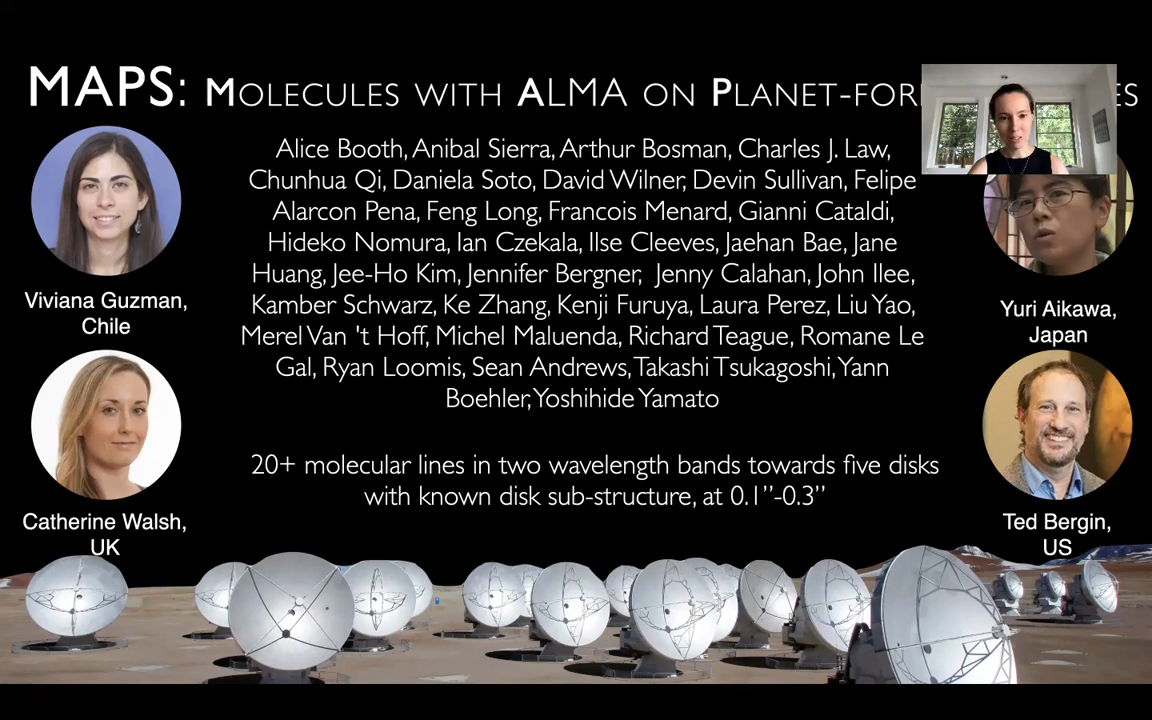 MAPS: MOLECULES WITH ALMA ON PLANET-FOR ES
Alice Booth, Anibal Sierra, Arthur Bosman, Charles J. Law,
Chunhua Qi, Daniela Soto, David Wilner, Devin Sullivan, Felipe
Alarcon Pena, Feng Long, Francois Menard, Gianni Cataldi,
Hideko Nomura, Ian Czekala, Ilse Cleeves, Jaehan Bae, Jane
Huang, Jee-Ho Kim, Jennifer Bergner, Jenny Calahan, John Ilee,
Kamber Schwarz, Ke Zhang, Kenji Furuya, Laura Perez, Liu Yao,
Merel Van 't Hoff, Michel Maluenda, Richard Teague, Romane Le
Gal, Ryan Loomis, Sean Andrews, Takashi Tsukagoshi, Yann
Boehler, Yoshihide Yamato
20+ molecular lines in two wavelength bands towards five disks
with known disk sub-structure, at 0.1”-0.3”
Viviana Guzman,
Chile
Catherine Walsh,
UK
Yuri Aikawa,
Japan
Ted Bergin,
US